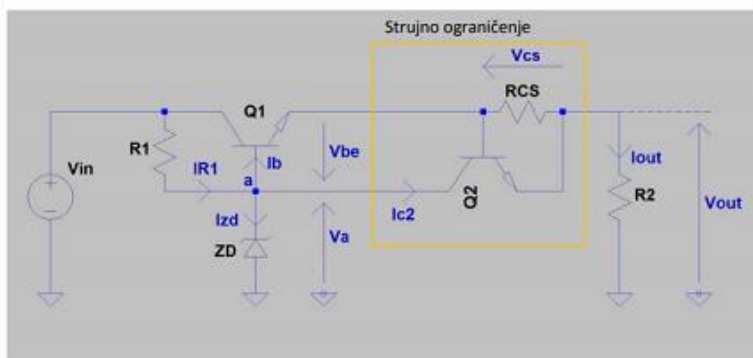 Strujno ograničenje
Vcs
RCS
Q1
R1
Vin
Ib
IR1
a
Vbe
Ic2
Q2
Iout
R2
Vout
Izd
ZD
Va